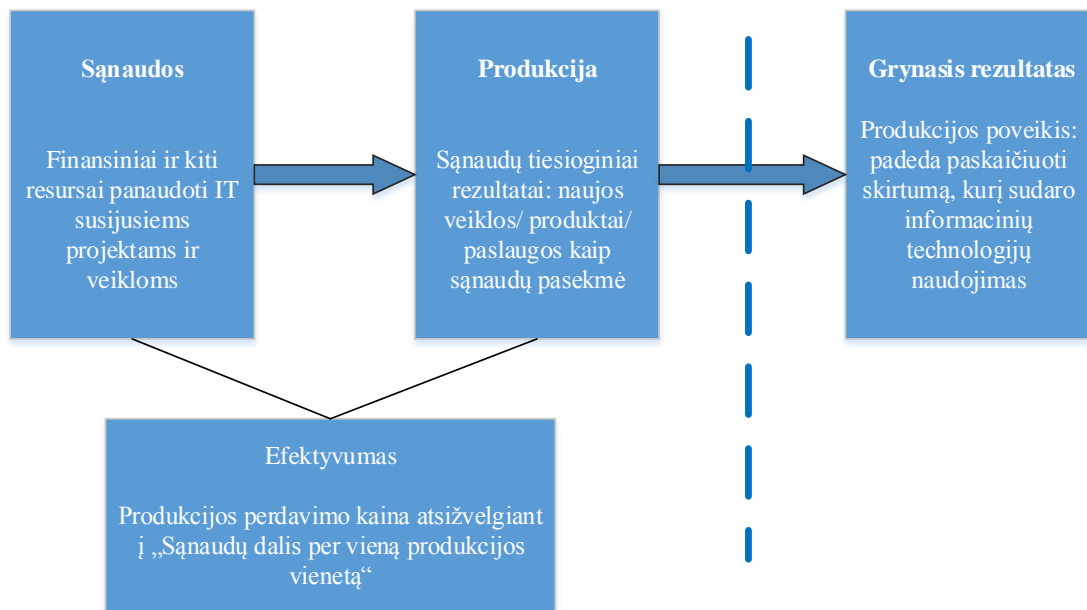 Sąnaudos
Finansiniai ir kiti
resursai panaudoti IT
susijusiems
projektams ir
veikloms
Produkcija
Sąnaudų tiesioginiai
rezultatai: naujos
veiklos/ produktai/
paslaugos kaip
sąnaudų pasekmė
Grynasis rezultatas
Produkcijos poveikis:
padeda paskaičiuoti
skirtumą, kurį sudaro
informacinių
technologijų
naudojimas
Efektyvumas
Produkcijos perdavimo kaina atsižvelgiant
į „Sąnaudų dalis per vieną produkcijos
vienetą“